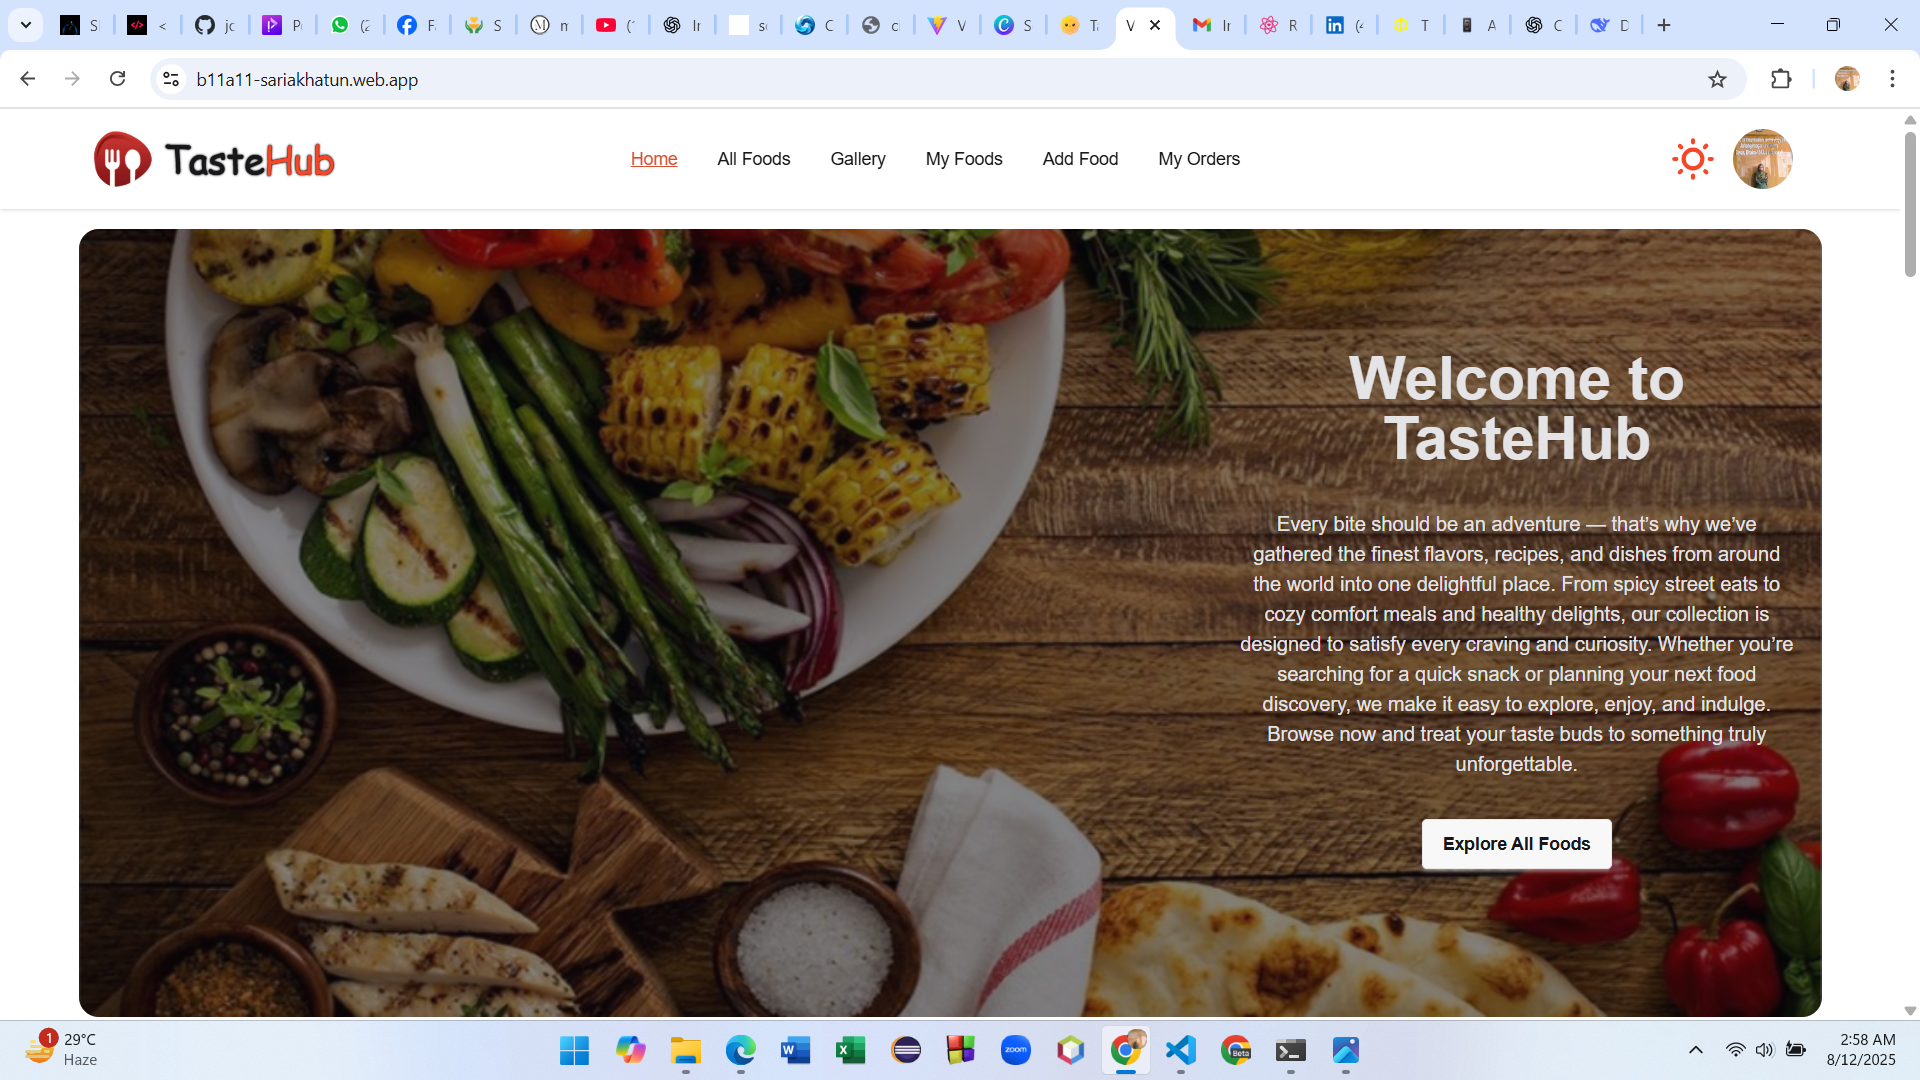 b11a11-sariakhatun.web.app
TasteHub
Home
All Foods
Gallery
My Foods
Add Food
My Orders
Welcome to
TasteHub
Every bite should be an adventure — that's why we've
gathered the finest flavors, recipes, and dishes from around
the world into one delightful place. From spicy street eats to
cozy comfort meals and healthy delights, our collection is
designed to satisfy every craving and curiosity. Whether you're
searching for a quick snack or planning your next food
discovery, we make it easy to explore, enjoy, and indulge.
Browse now and treat your taste buds to something truly
unforgettable.
Explore All Foods
1
29°C
Haze
zoom
Beta
2:58 AM
8/12/2025